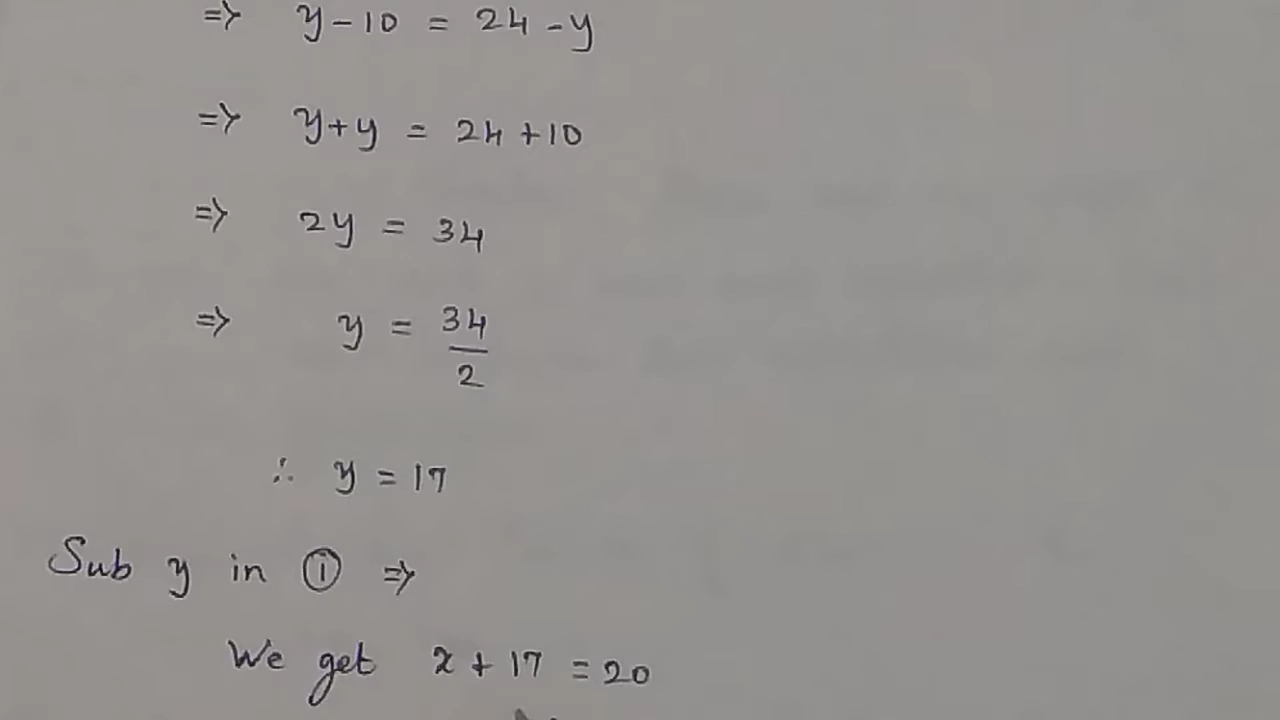 => y - 10 = 24 - y
=> y + y = 24 + 10
=> 2y = 34
=> y = 34/2
∴ y = 17
Sub y in ① =>
We get x + 17 = 20